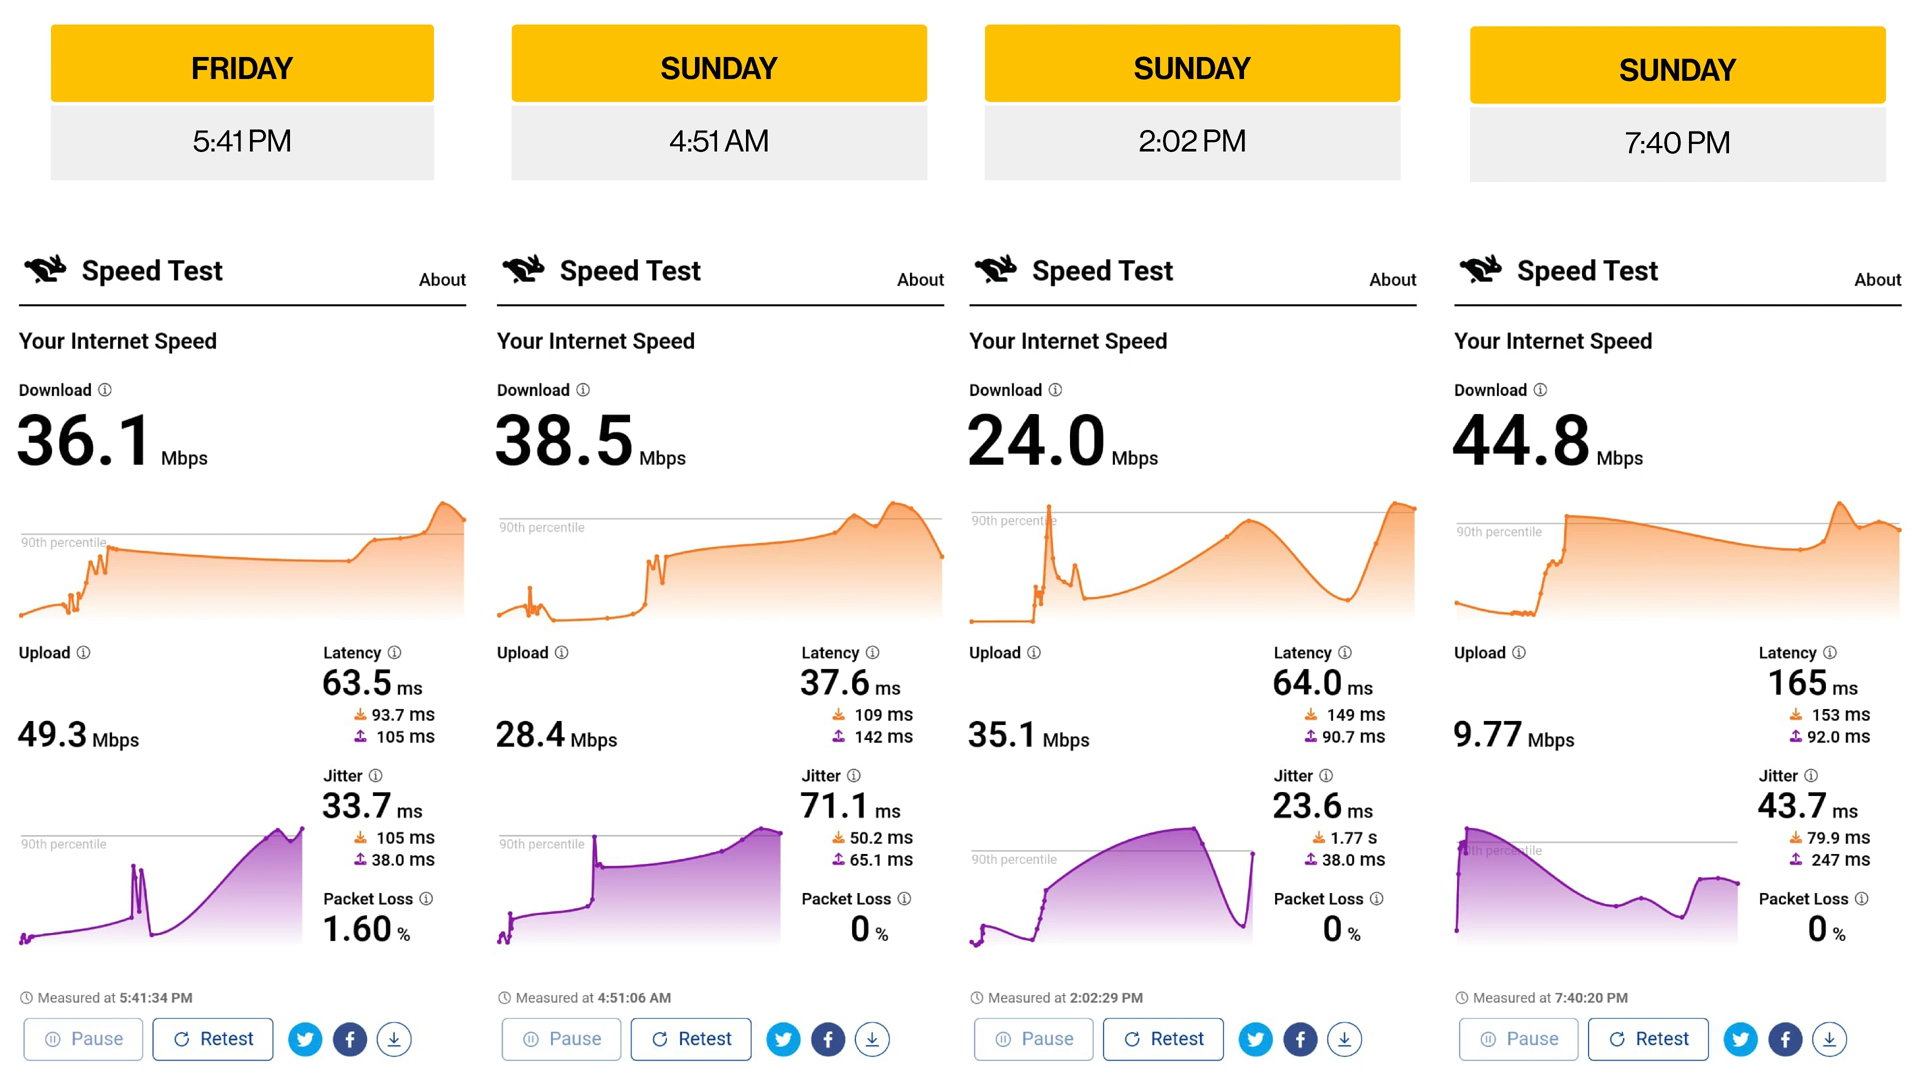 FRIDAY
5:41 PM
Speed Test
About
Your Internet Speed
Download
36.1 Mbps
90th percentile
Upload
49.3 Mbps
90th percentile
Latency
63.5 ms
93.7 ms
105 ms
Jitter
33.7 ms
105 ms
38.0 ms
Packet Loss
1.60 %
Measured at 5:41:34 PM
Pause
Retest
SUNDAY
4:51 AM
Speed Test
About
Your Internet Speed
Download
38.5 Mbps
90th percentile
Upload
28.4 Mbps
90th percentile
Latency
37.6 ms
109 ms
142 ms
Jitter
71.1 ms
50.2 ms
65.1 ms
Packet Loss
0 %
Measured at 4:51:06 AM
Pause
Retest
SUNDAY
2:02 PM
Speed Test
About
Your Internet Speed
Download
24.0 Mbps
90th percentile
Upload
35.1 Mbps
90th percentile
Latency
64.0 ms
149 ms
90.7 ms
Jitter
23.6 ms
1.77 s
38.0 ms
Packet Loss
0 %
Measured at 2:02:29 PM
Pause
Retest
SUNDAY
7:40 PM
Speed Test
About
Your Internet Speed
Download
44.8 Mbps
90th percentile
Upload
9.77 Mbps
90th percentile
Latency
165 ms
153 ms
92.0 ms
Jitter
43.7 ms
79.9 ms
247 ms
Packet Loss
0 %
Measured at 7:40:20 PM
Pause
Retest